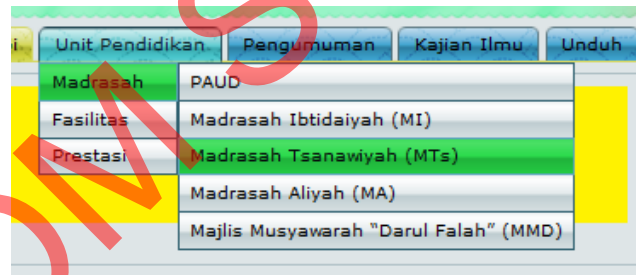 Unit Pendidikan Pengumuman Kajian Ilmu Unduh
Madrasah PAUD
Fasilitas Madrasah Ibtidaiyah (MI)
Prestasi Madrasah Tsanawiyah (MTs)
Madrasah Aliyah (MA)
Majlis Musyawarah "Darul Falah" (MMD)